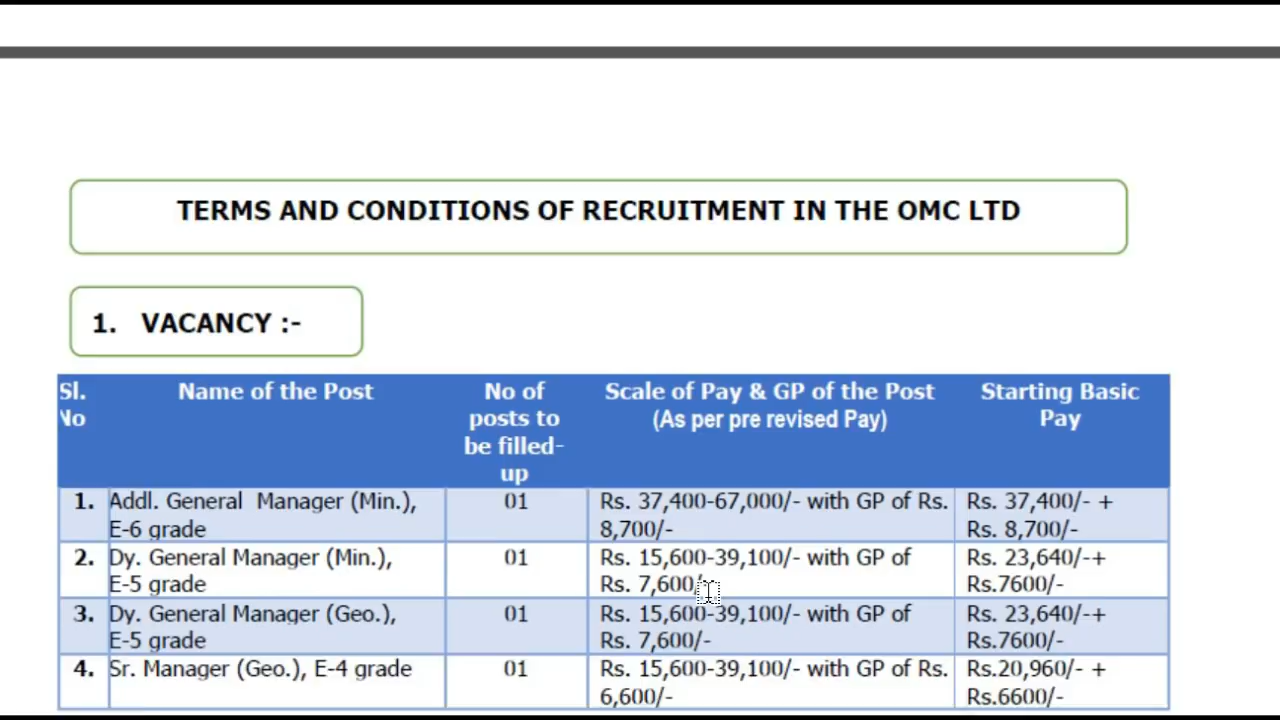 TERMS AND CONDITIONS OF RECRUITMENT IN THE OMC LTD
1. VACANCY :-
Sl. No | Name of the Post | No of posts to be filled-up | Scale of Pay & GP of the Post (As per pre revised Pay) | Starting Basic Pay
1. Addl. General Manager (Min.), E-6 grade | 01 | Rs. 37,400-67,000/- with GP of Rs. 8,700/- | Rs. 37,400/- + Rs. 8,700/-
2. Dy. General Manager (Min.), E-5 grade | 01 | Rs. 15,600-39,100/- with GP of Rs. 7,600/- | Rs. 23,640/-+ Rs.7600/-
3. Dy. General Manager (Geo.), E-5 grade | 01 | Rs. 15,600-39,100/- with GP of Rs. 7,600/- | Rs. 23,640/-+ Rs.7600/-
4. Sr. Manager (Geo.), E-4 grade | 01 | Rs. 15,600-39,100/- with GP of Rs. 6,600/- | Rs.20,960/- + Rs.6600/-